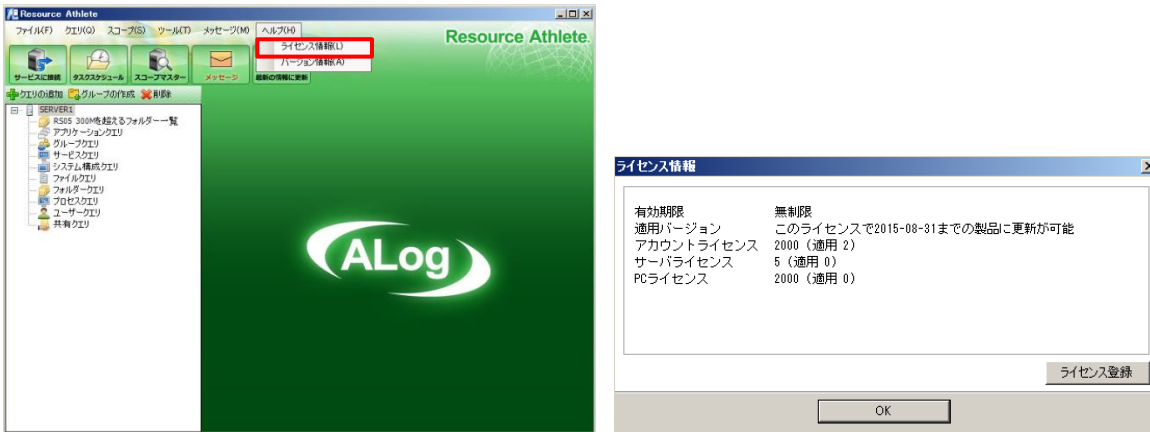 Resource Athlete
ファイル(F) クエリ(Q) スコープ(S) ツール(T) メッセージ(M) ヘルプ(H)
ライセンス情報(L)
バージョン情報(A)
Resource Athlete.
サービスに接続 タスクスケジュール スコープマスター メッセージ 最新の情報に更新
クエリの追加 グループの作成 削除
SERVER1
RS05 300Mを超えるフォルダー一覧
アプリケーションクエリ
グループクエリ
サービスクエリ
システム構成クエリ
ファイルクエリ
フォルダークエリ
プロセスクエリ
ユーザークエリ
共有クエリ
ALog
ライセンス情報
有効期限 無制限
適用バージョン このライセンスで2015-08-31までの製品に更新が可能
アカウントライセンス 2000 (適用 2)
サーバライセンス 5 (適用 0)
PCライセンス 2000 (適用 0)
ライセンス登録
OK